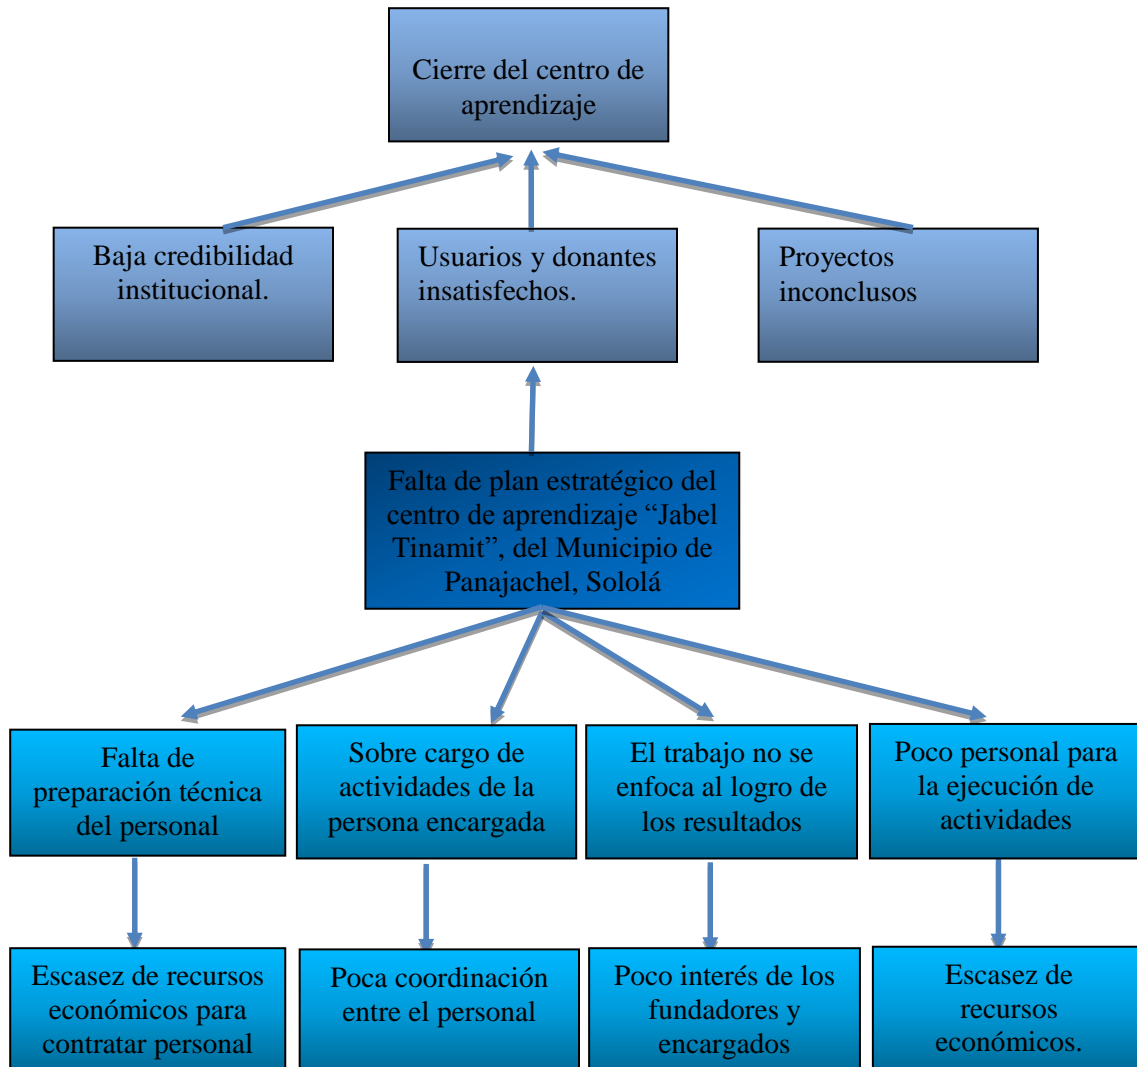 Cierre del centro de
aprendizaje
Baja credibilidad
institucional.
Usuarios y donantes
insatisfechos.
Proyectos
inconclusos
Falta de plan estratégico del
centro de aprendizaje “Jabel
Tinamit”, del Municipio de
Panajachel, Sololá
Falta de
preparación técnica
del personal
Sobre cargo de
actividades de la
persona encargada
El trabajo no se
enfoca al logro de
los resultados
Poco personal para
la ejecución de
actividades
Escasez de recursos
económicos para
contratar personal
Poca coordinación
entre el personal
Poco interés de los
fundadores y
encargados
Escasez de
recursos
económicos.